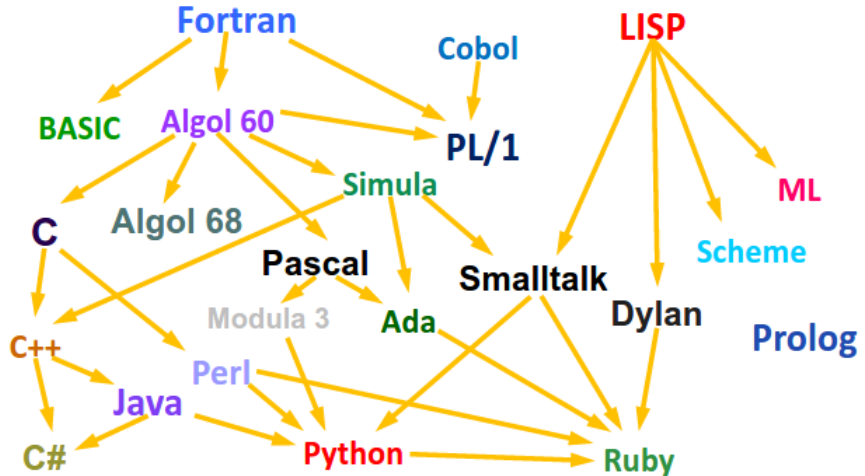 Fortran
LISP
Cobol
BASIC
Algol 60
PL/1
Simula
ML
C
Algol 68
Scheme
Pascal
Smalltalk
Modula 3
Ada
Dylan
Prolog
C++
Perl
Java
C#
Python
Ruby